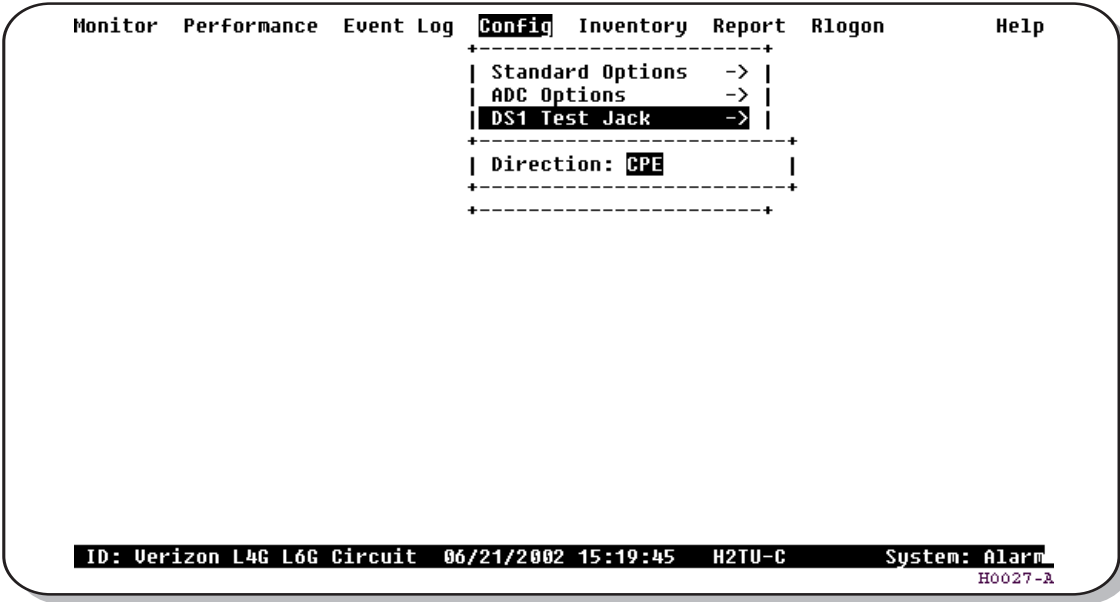 Monitor Performance Event Log Config Inventory Report Rlogon Help
+-----------------------+
| Standard Options -> |
| ADC Options -> |
| DS1 Test Jack -> |
+-------------------------+
| Direction: CPE |
+-------------------------+
+-----------------------+
ID: Verizon L4G L6G Circuit 06/21/2002 15:19:45 H2TU-C System: Alarm
H0027-A